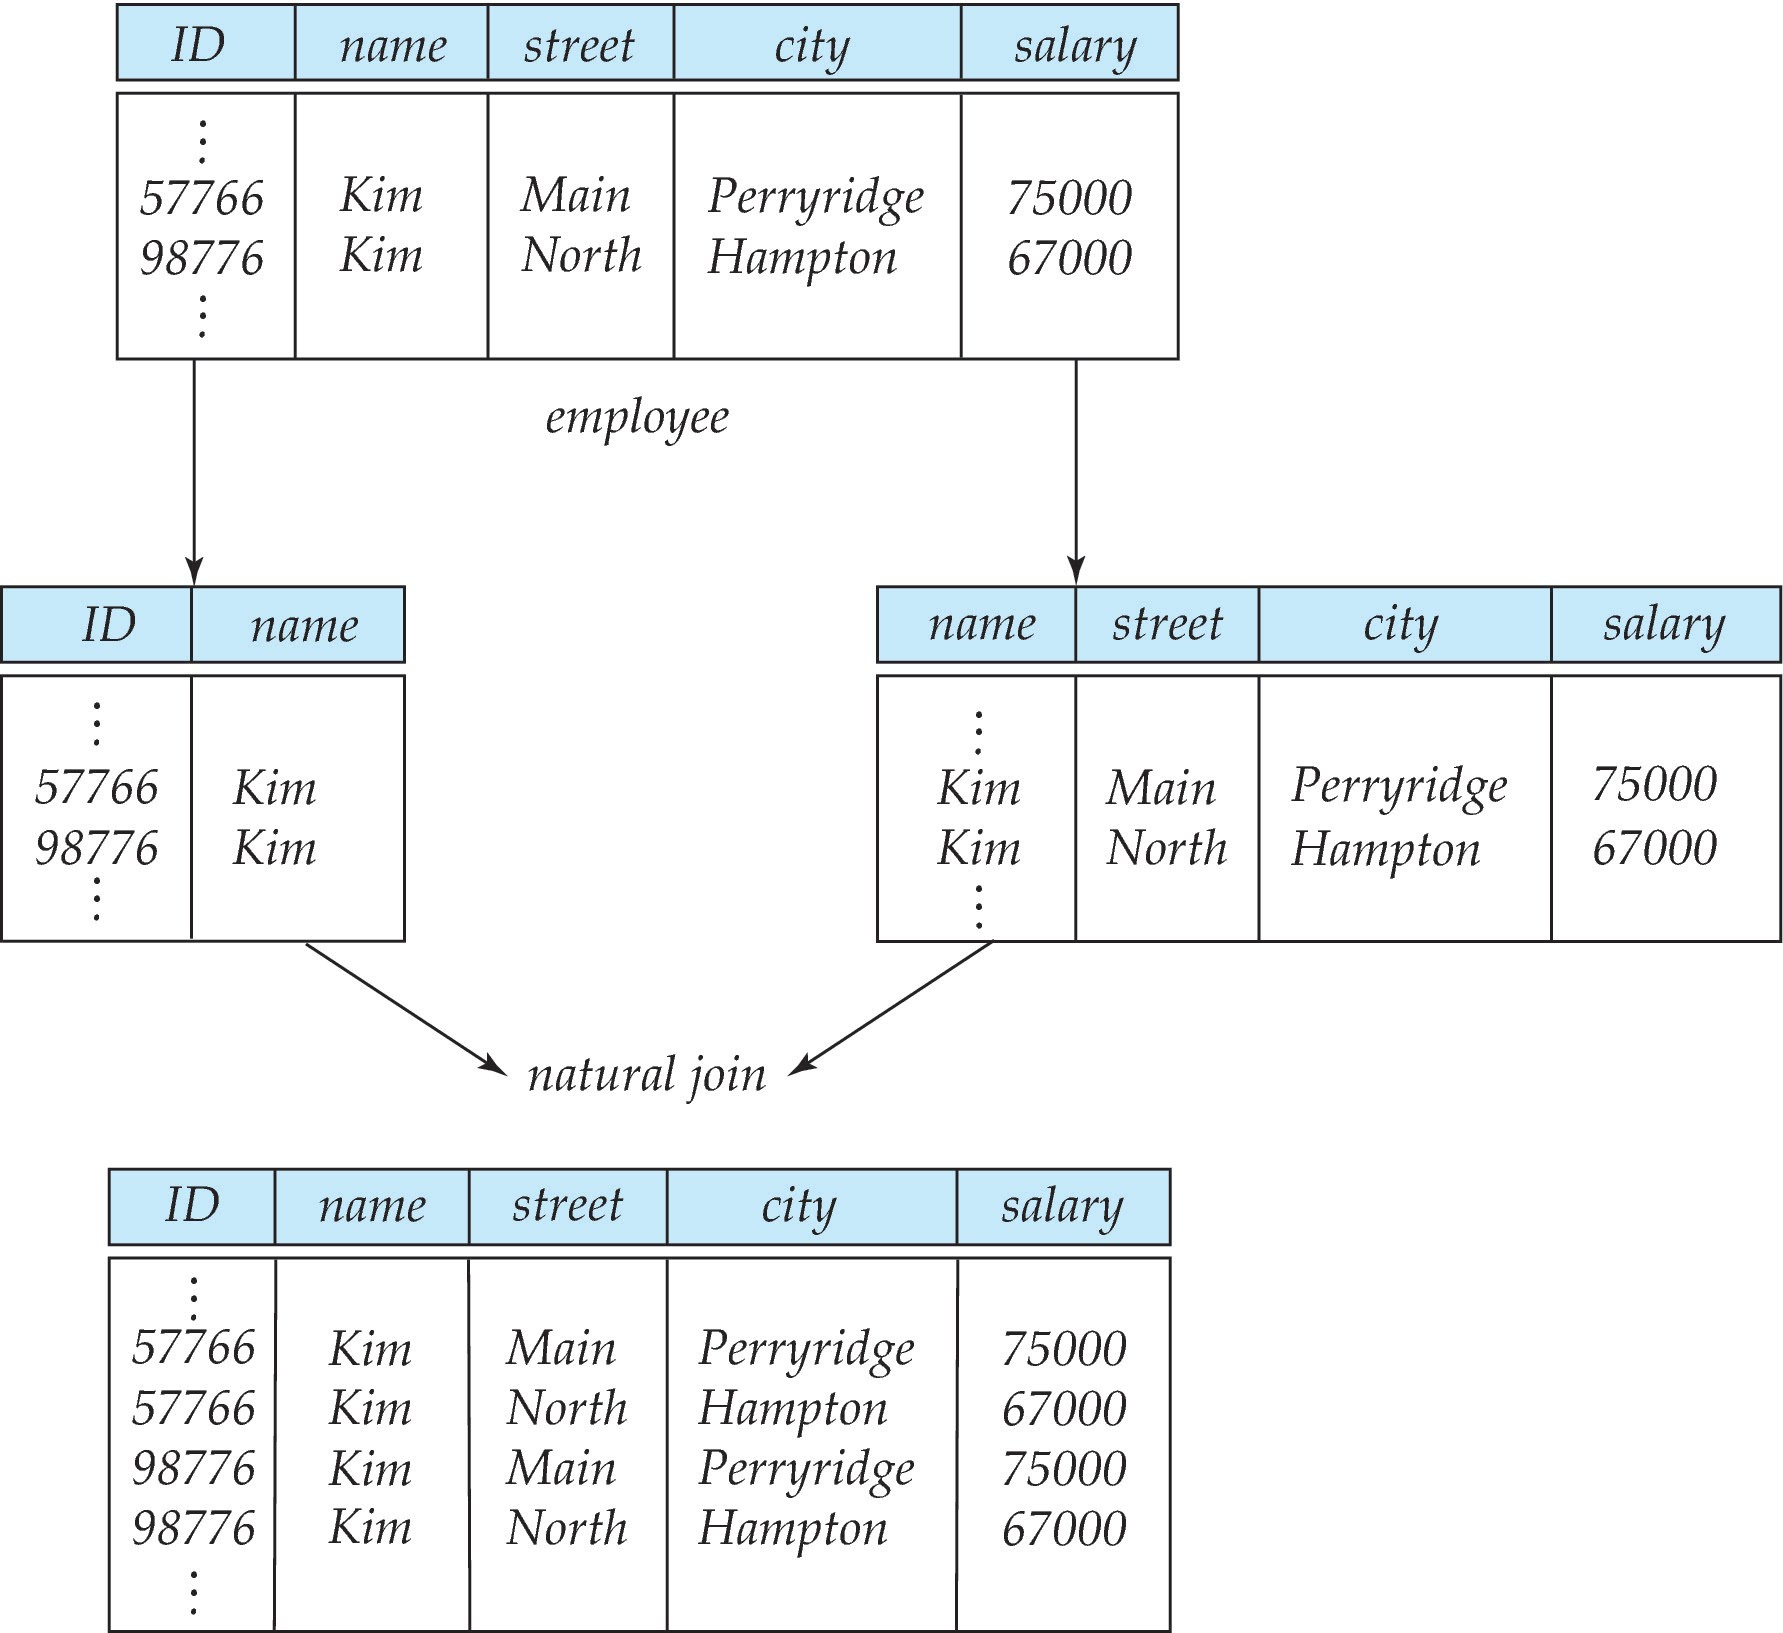 ID name street city salary
⋮
57766 Kim Main Perryridge 75000
98776 Kim North Hampton 67000
⋮
employee
ID name
⋮
57766 Kim
98776 Kim
⋮
name street city salary
⋮
Kim Main Perryridge 75000
Kim North Hampton 67000
⋮
natural join
ID name street city salary
⋮
57766 Kim Main Perryridge 75000
57766 Kim North Hampton 67000
98776 Kim Main Perryridge 75000
98776 Kim North Hampton 67000
⋮